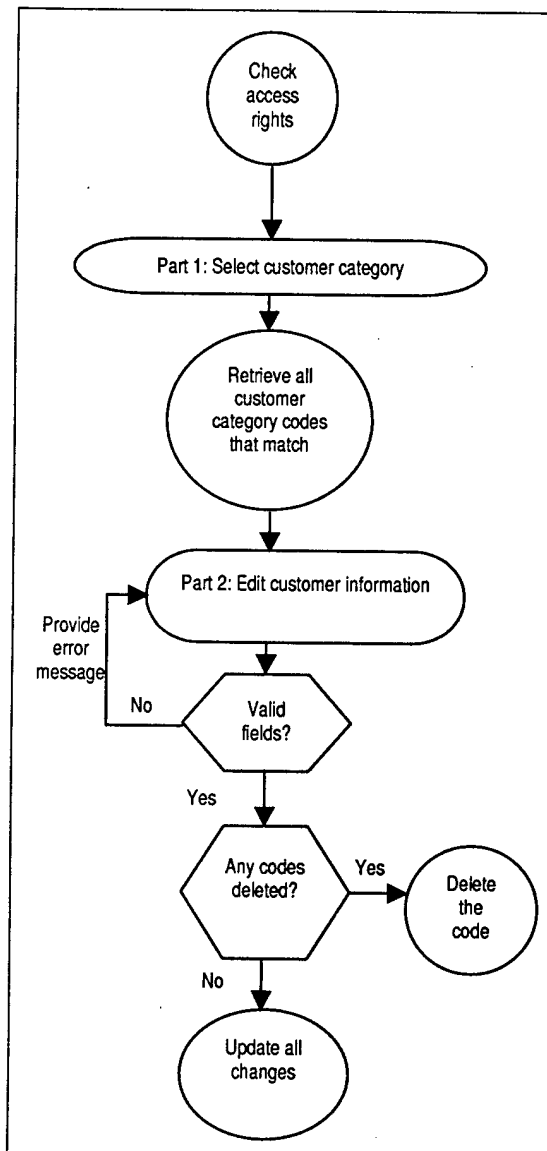 Check
access
rights
Part 1: Select customer category
Retrieve all
customer
category codes
that match
Part 2: Edit customer information
Provide
error
message
No
Valid
fields?
Yes
Any codes
deleted?
Yes
Delete
the
code
No
Update all
changes